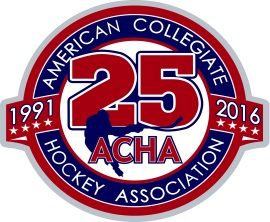 AMERICAN COLLEGIATE
25
1991
2016
ACHA
HOCKEY ASSOCIATION